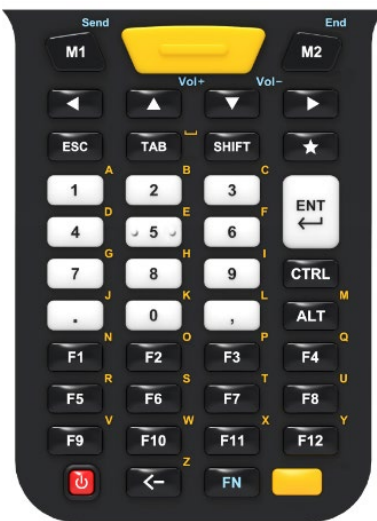 Send End
M1 M2
Vol+ Vol-
ESC TAB SHIFT
A B C
1 2 3 ENT
D E F
4 5 6
G H I
7 8 9 CTRL
J K L M
. 0 , ALT
N O P Q
F1 F2 F3 F4
R S T U
F5 F6 F7 F8
V W X Y
F9 F10 F11 F12
Z
FN